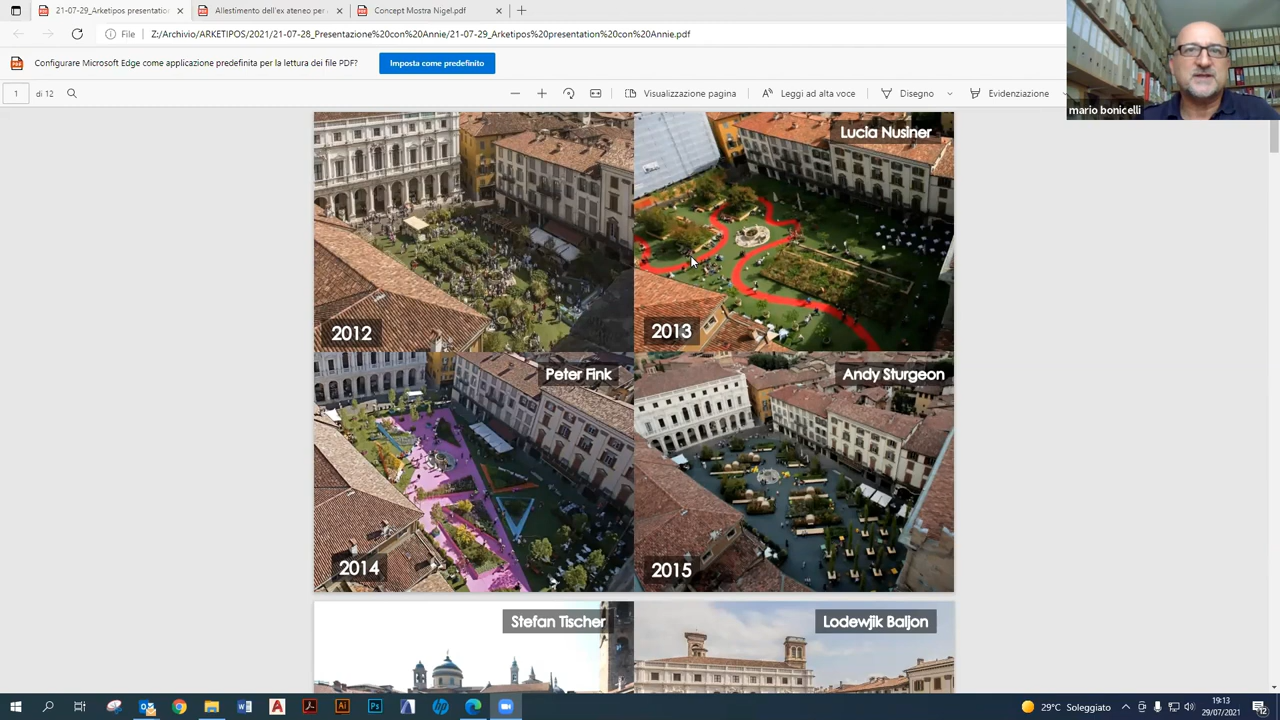 21-07-29_Arketipos presentation
Allestimento dell'ex ateneo per
Concept Mostra Nigel.pdf
File
Z:/Archivio/ARKETIPOS/2021/21-07-28_Presentazione%20con%20Annie/21-07-29_Arketipos%20presentation%20con%20Annie.pdf
Configurare Microsoft Edge come applicazione predefinita per la lettura dei file PDF?
Imposta come predefinito
1
di 12
Visualizzazione pagina
Leggi ad alta voce
Disegno
Evidenziazione
mario bonicelli
Lucia Nusiner
2012
2013
Peter Fink
Andy Sturgeon
2014
2015
Stefan Tischer
Lodewjik Baljon
29°C Soleggiato
19:13
29/07/2021